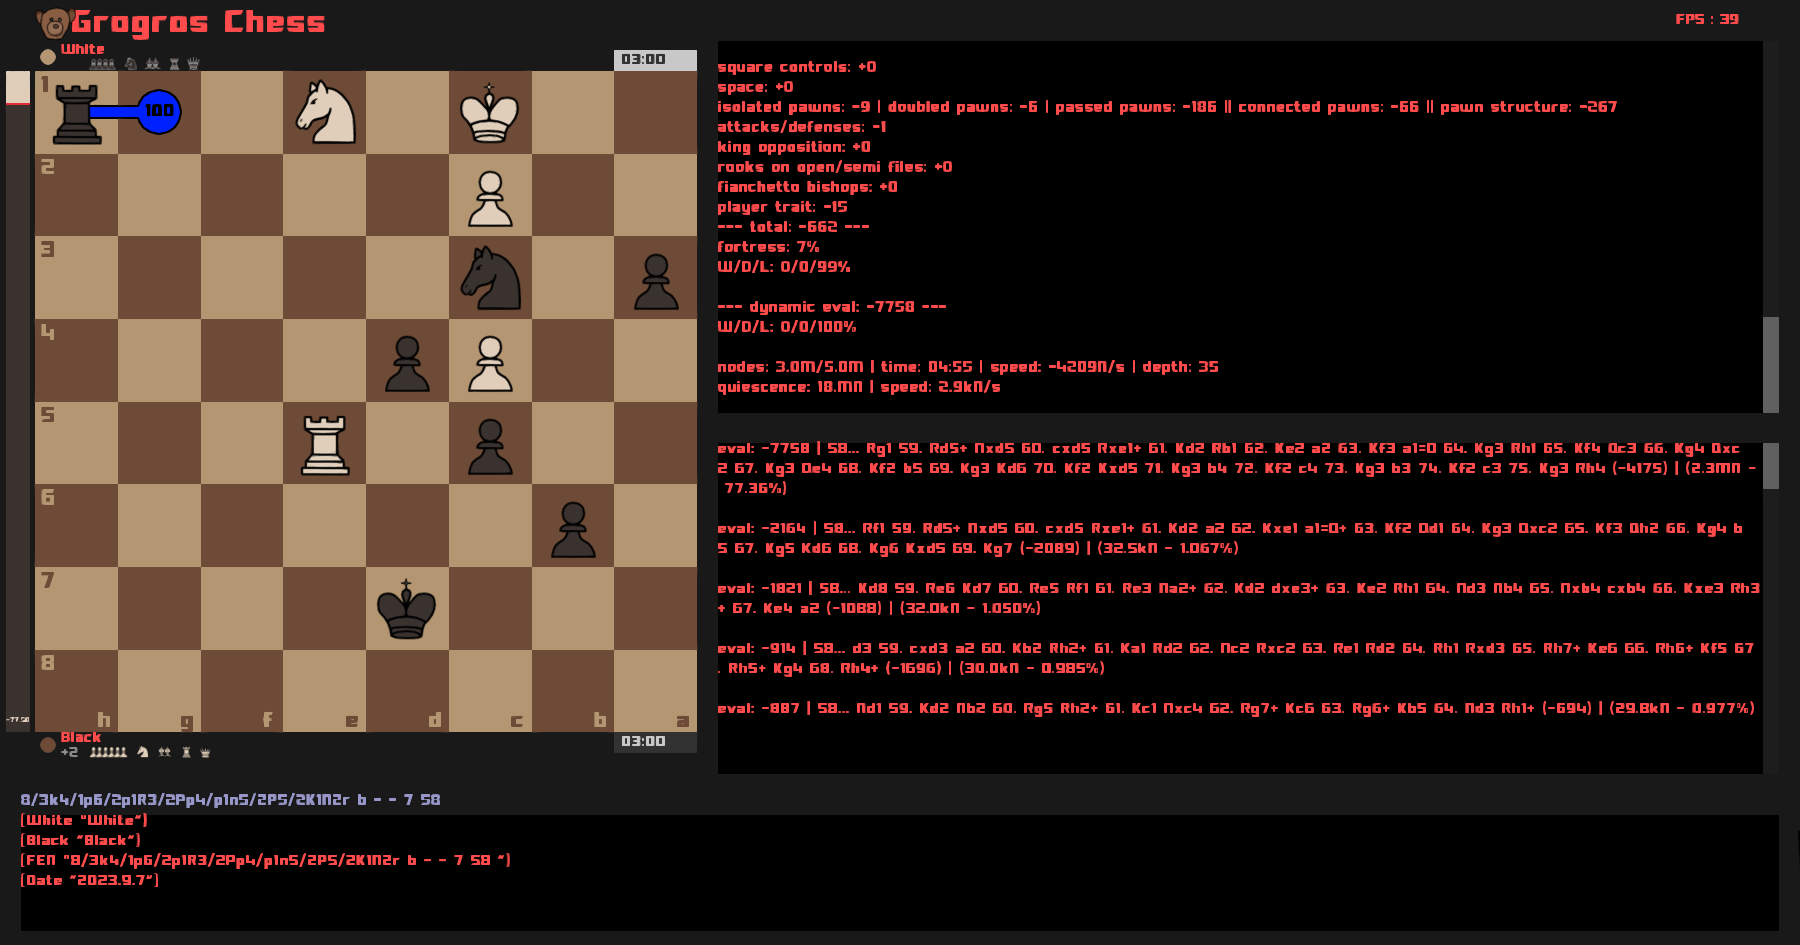 Grogros Chess
FPS : 39
White
03:00
100
1
2
3
4
5
6
7
8
h g f e d c b a
-77.58
Black
+2
03:00
square controls: +0
space: +0
isolated pawns: -9 | doubled pawns: -6 | passed pawns: -186 || connected pawns: -66 || pawn structure: -267
attacks/defenses: -1
king opposition: +0
rooks on open/semi files: +0
fianchetto bishops: +0
player trait: -15
--- total: -662 ---
fortress: 7%
W/D/L: 0/0/99%
--- dynamic eval: -7758 ---
W/D/L: 0/0/100%
nodes: 3.0M/5.0M | time: 04:55 | speed: -4209N/s | depth: 35
quiescence: 18.MN | speed: 2.9kN/s
eval: -7758 | 58... Rg1 59. Rd5+ Nxd5 60. cxd5 Rxe1+ 61. Kd2 Rb1 62. Ke2 a2 63. Kf3 a1=Q 64. Kg3 Rh1 65. Kf4 Qc3 66. Kg4 Qxc
2 67. Kg3 Qe4 68. Kf2 b5 69. Kg3 Kd6 70. Kf2 Kxd5 71. Kg3 b4 72. Kf2 c4 73. Kg3 b3 74. Kf2 c3 75. Kg3 Rh4 (-4175) | (2.3MN -
77.36%)
eval: -2164 | 58... Rf1 59. Rd5+ Nxd5 60. cxd5 Rxe1+ 61. Kd2 a2 62. Kxe1 a1=Q+ 63. Kf2 Qd1 64. Kg3 Qxc2 65. Kf3 Qh2 66. Kg4 b
5 67. Kg5 Kd6 68. Kg6 Kxd5 69. Kg7 (-2089) | (32.5kN - 1.067%)
eval: -1821 | 58... Kd8 59. Re6 Kd7 60. Re5 Rf1 61. Re3 Na2+ 62. Kd2 dxe3+ 63. Ke2 Rh1 64. Nd3 Nb4 65. Nxb4 cxb4 66. Kxe3 Rh3
+ 67. Ke4 a2 (-1088) | (32.0kN - 1.050%)
eval: -914 | 58... d3 59. cxd3 a2 60. Kb2 Rh2+ 61. Ka1 Rd2 62. Nc2 Rxc2 63. Re1 Rd2 64. Rh1 Rxd3 65. Rh7+ Ke6 66. Rh6+ Kf5 67
. Rh5+ Kg4 68. Rh4+ (-1696) | (30.0kN - 0.985%)
eval: -887 | 58... Nd1 59. Kd2 Nb2 60. Rg5 Rh2+ 61. Kc1 Nxc4 62. Rg7+ Kc6 63. Rg6+ Kb5 64. Nd3 Rh1+ (-694) | (29.8kN - 0.977%)
8/3k4/1p6/2p1R3/2Pp4/p1n5/2P5/2K1N2r b - - 7 58
[White "White"]
[Black "Black"]
[FEN "8/3k4/1p6/2p1R3/2Pp4/p1n5/2P5/2K1N2r b - - 7 58 "]
[Date "2023.9.7"]